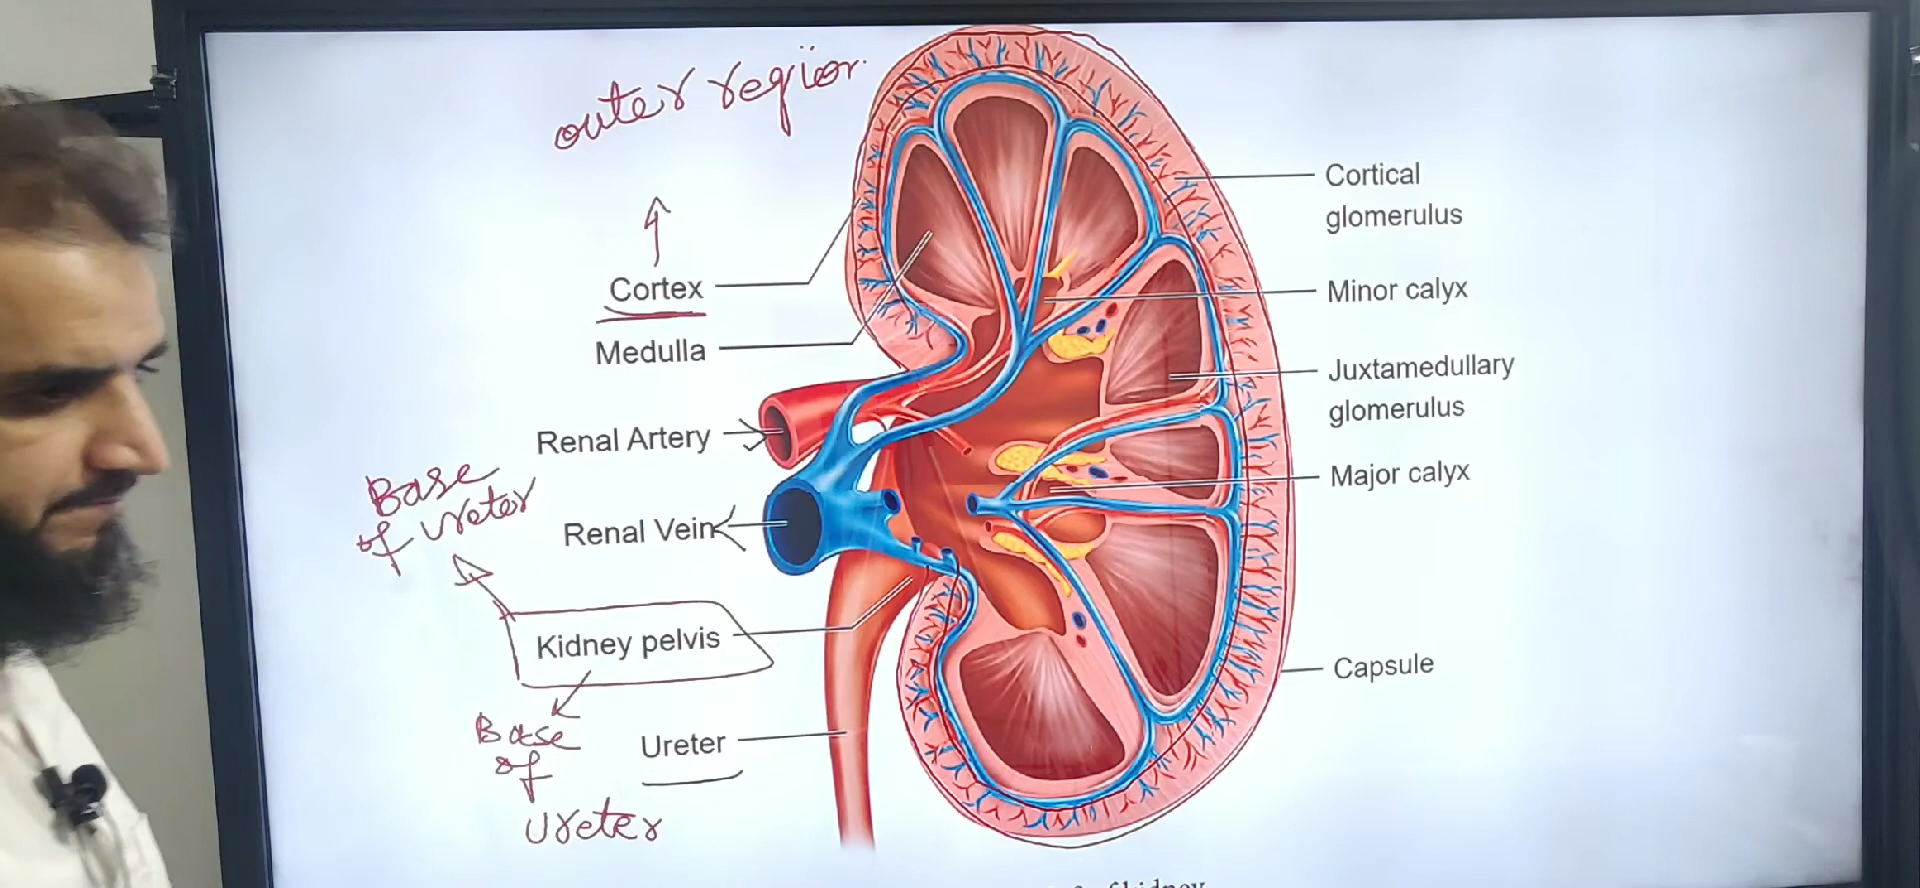 outer region.
Cortex
Medulla
Renal Artery
Base
of Ureter
Renal Vein
Kidney pelvis
Base
of
Ureter
Ureter
Cortical
glomerulus
Minor calyx
Juxtamedullary
glomerulus
Major calyx
Capsule